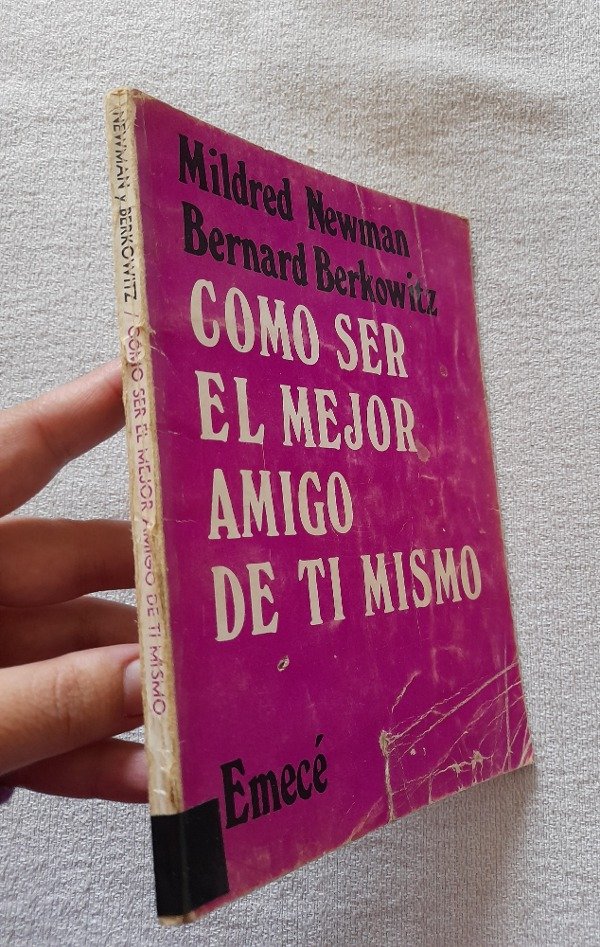 Mildred Newman
Bernard Berkowitz
COMO SER
EL MEJOR
AMIGO
DE TI MISMO
Emecé
NEWMAN y BERKOWITZ / COMO SER EL MEJOR AMIGO DE TI MISMO